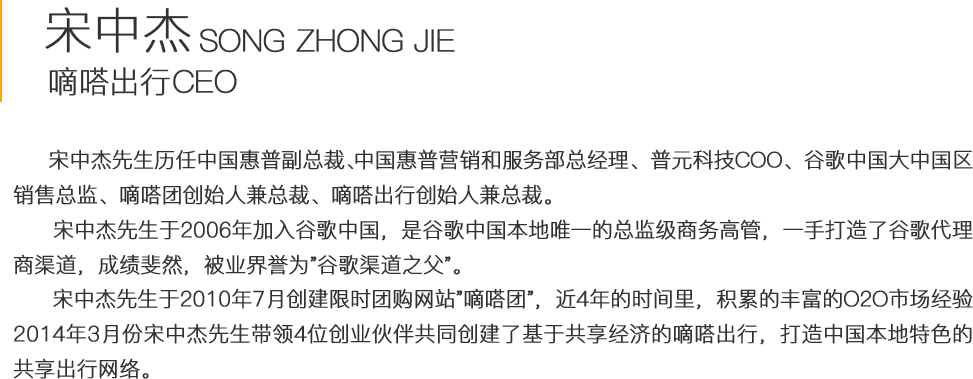 宋中杰 SONG ZHONG JIE
嘀嗒出行CEO
宋中杰先生历任中国惠普副总裁、中国惠普营销和服务部总经理、普元科技COO、谷歌中国大中国区
销售总监、嘀嗒团创始人兼总裁、嘀嗒出行创始人兼总裁。
宋中杰先生于2006年加入谷歌中国，是谷歌中国本地唯一的总监级商务高管，一手打造了谷歌代理
商渠道，成绩斐然，被业界誉为”谷歌渠道之父”。
宋中杰先生于2010年7月创建限时团购网站”嘀嗒团”，近4年的时间里，积累的丰富的O2O市场经验
2014年3月份宋中杰先生带领4位创业伙伴共同创建了基于共享经济的嘀嗒出行，打造中国本地特色的
共享出行网络。